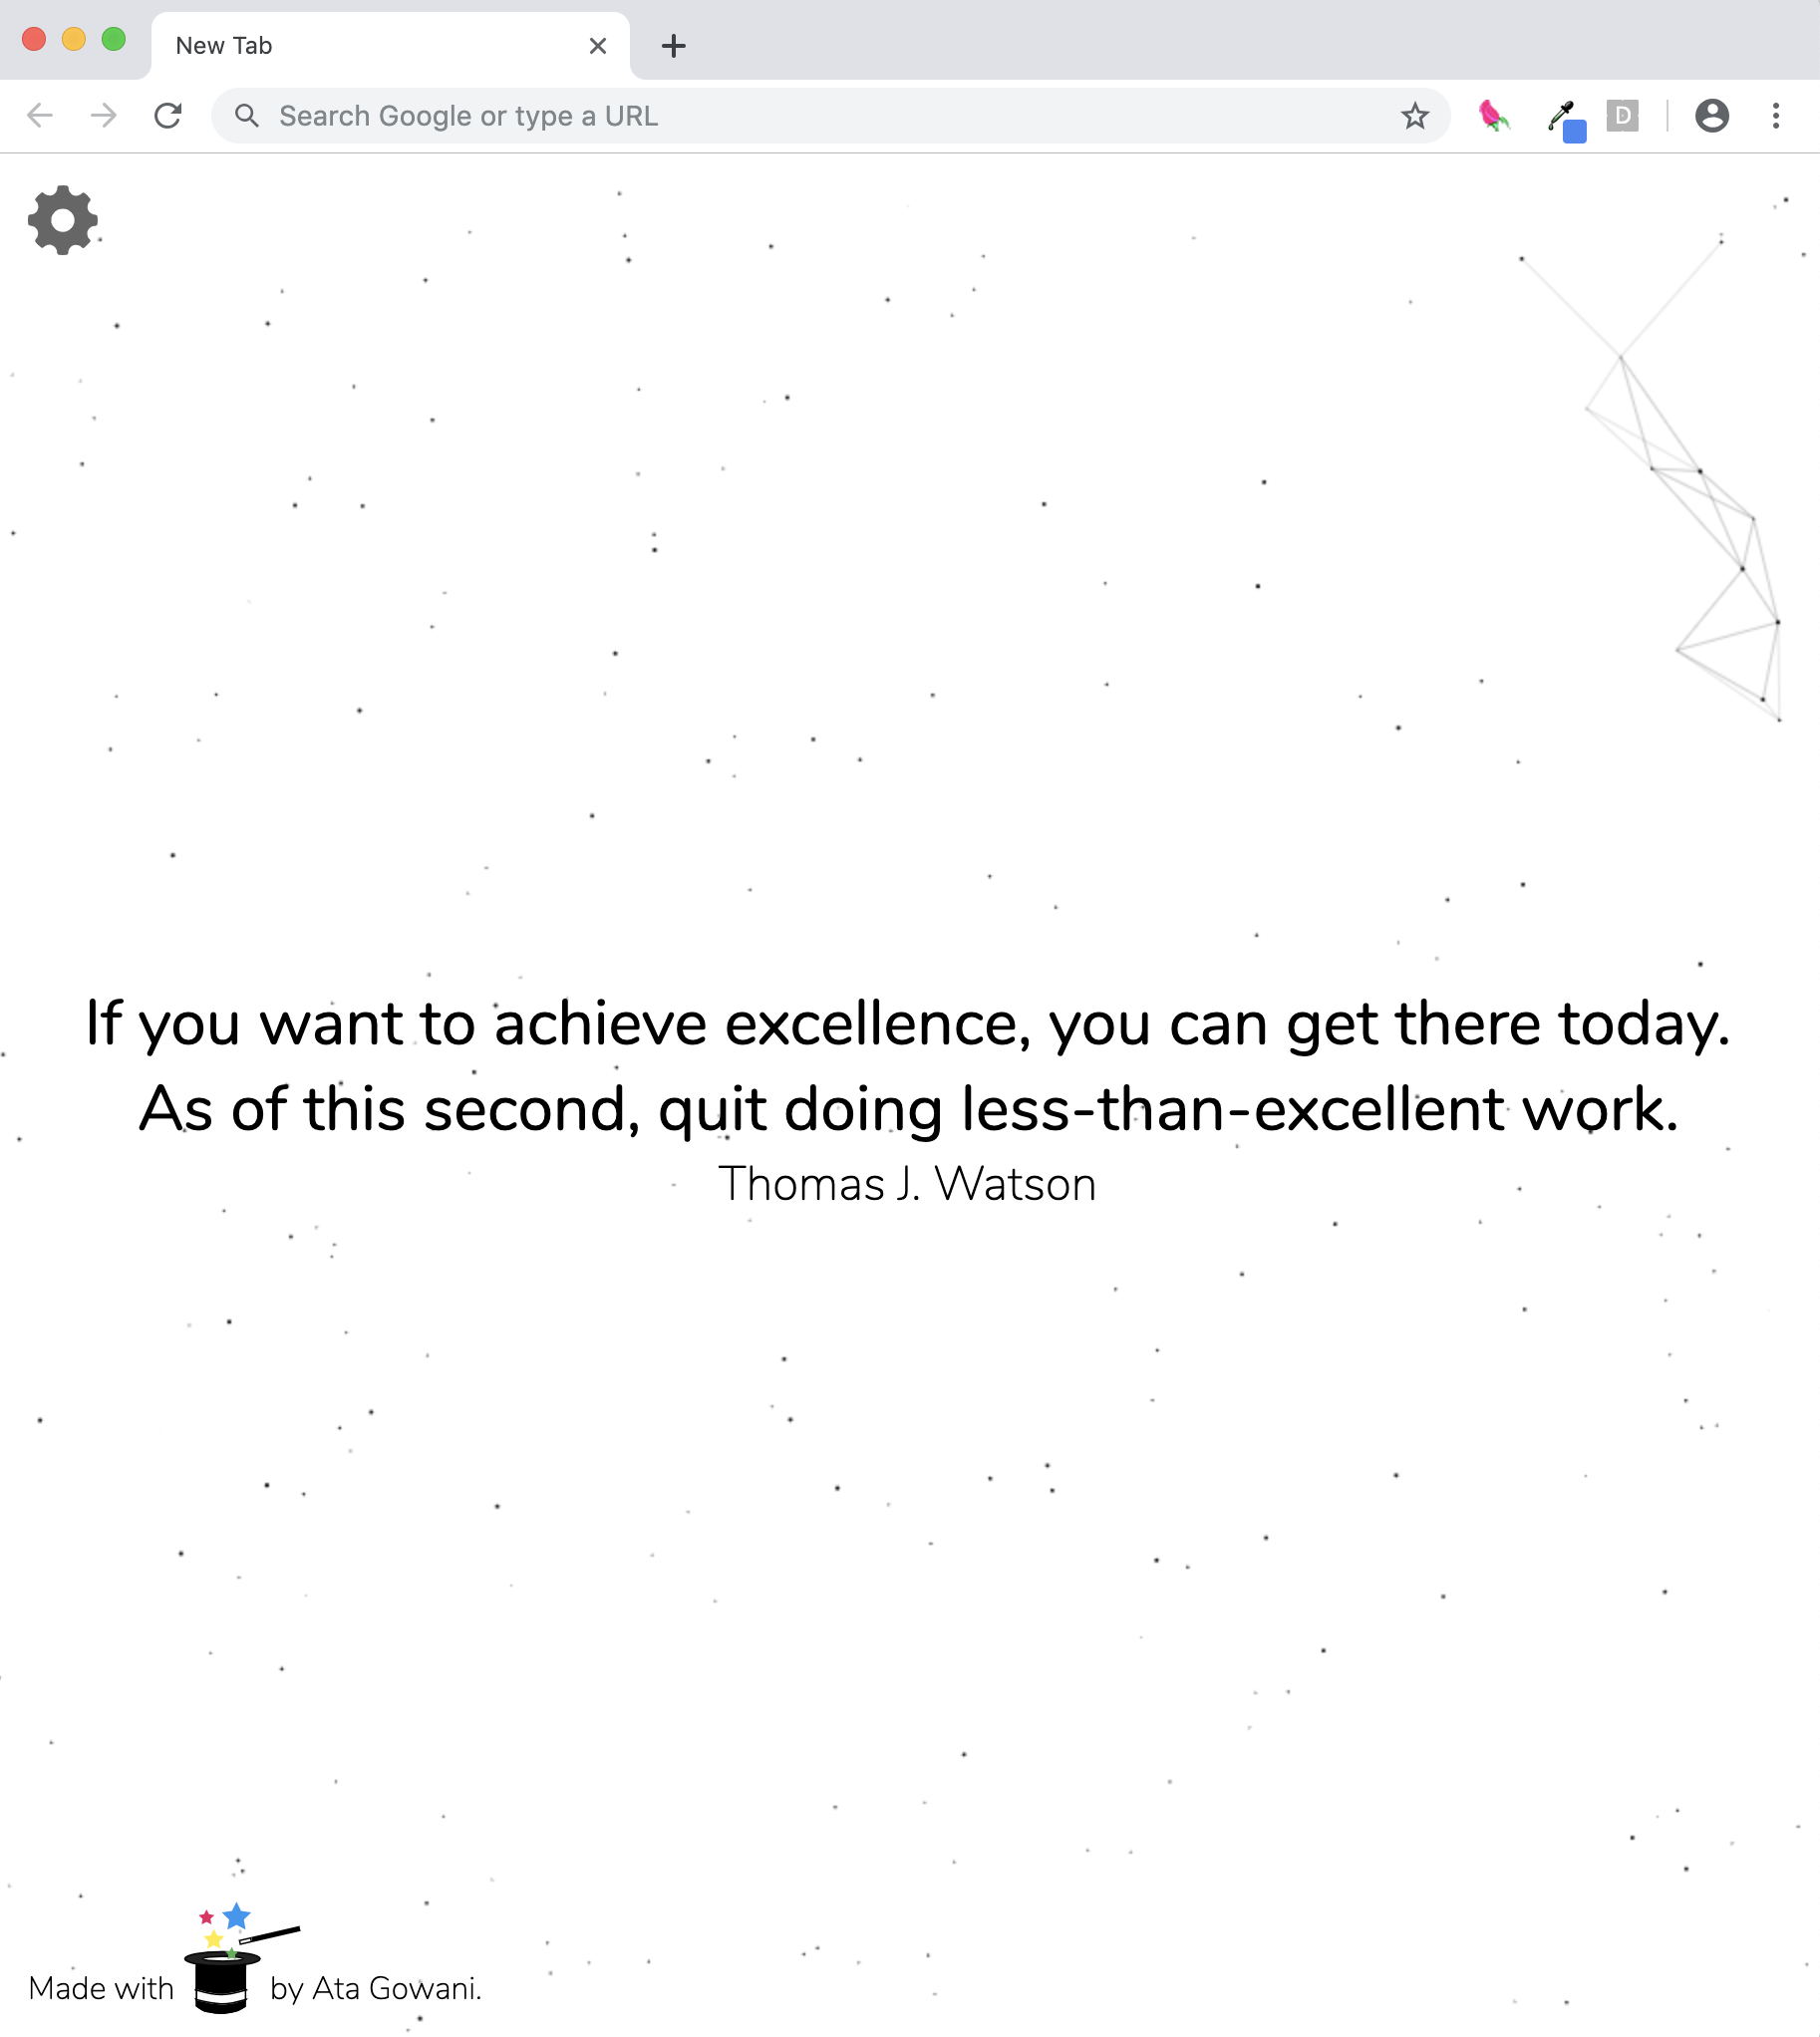 New Tab
Search Google or type a URL
D
If you want to achieve excellence, you can get there today.
As of this second, quit doing less-than-excellent work.
Thomas J. Watson
Made with by Ata Gowani.